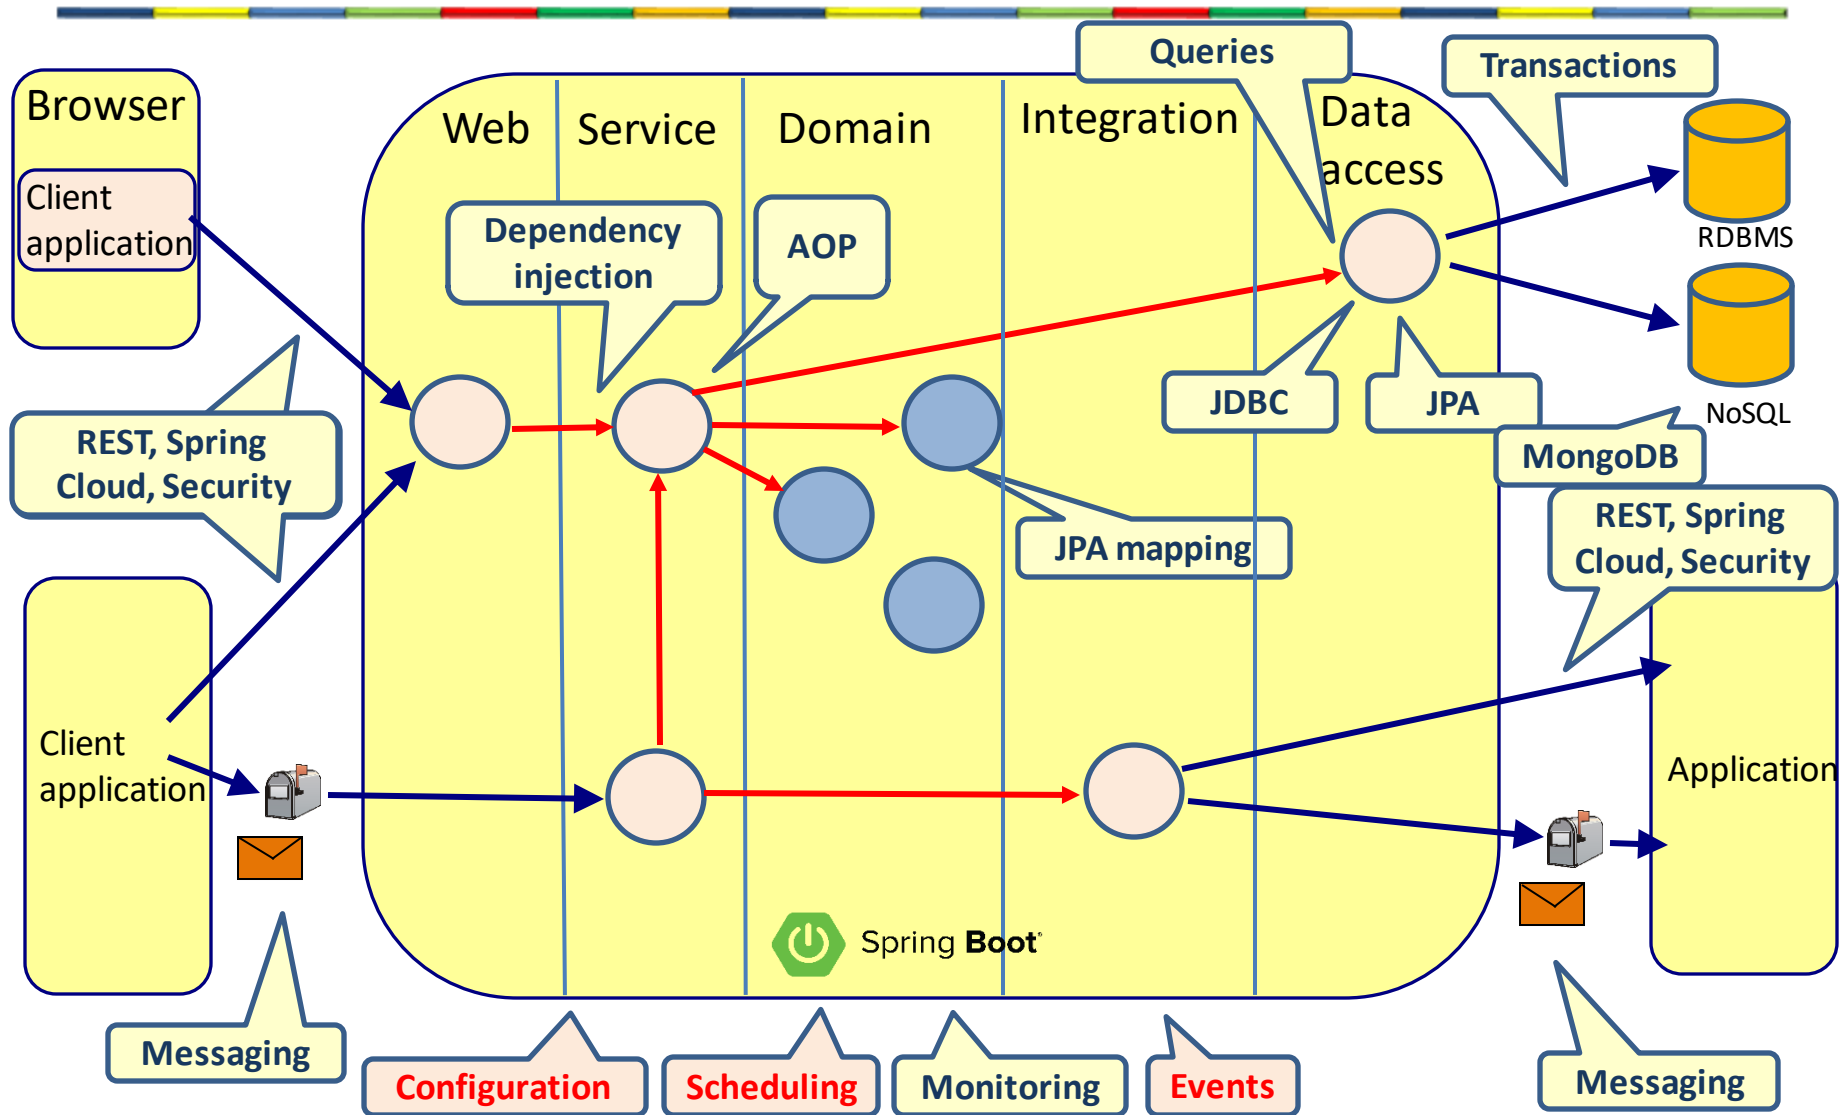 Queries
Transactions
Browser
Client
application
Web
Service
Domain
Integration
Data
access
RDBMS
NoSQL
Dependency
injection
AOP
JDBC
JPA
MongoDB
REST, Spring
Cloud, Security
JPA mapping
REST, Spring
Cloud, Security
Client
application
Application
Spring Boot
Messaging
Configuration
Scheduling
Monitoring
Events
Messaging